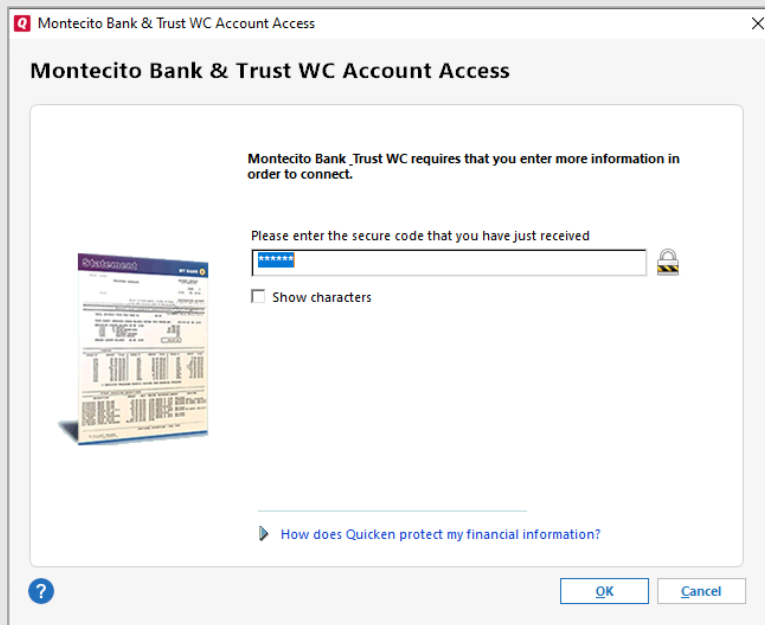 Montecito Bank & Trust WC Account Access
Montecito Bank & Trust WC Account Access
Montecito Bank _Trust WC requires that you enter more information in
order to connect.
Please enter the secure code that you have just received
******
Show characters
Statement
MY BANK
How does Quicken protect my financial information?
?
OK
Cancel